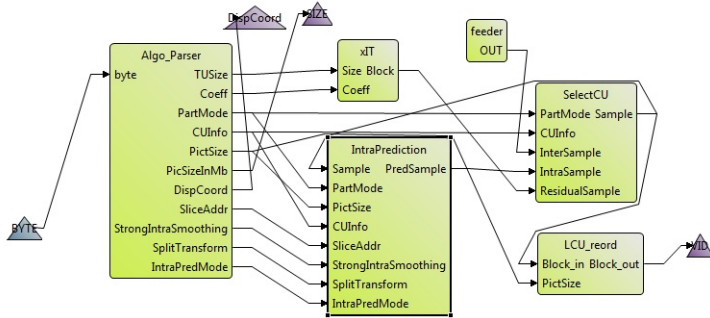 DispCoord
SIZE
Algo_Parser
byte
TUSize
Coeff
PartMode
CUInfo
PictSize
PicSizeInMb
DispCoord
SliceAddr
StrongIntraSmoothing
SplitTransform
IntraPredMode
BYTE
xIT
Size Block
Coeff
feeder
OUT
SelectCU
PartMode Sample
CUInfo
InterSample
IntraSample
ResidualSample
IntraPrediction
Sample PredSample
PartMode
PictSize
CUInfo
SliceAddr
StrongIntraSmoothing
SplitTransform
IntraPredMode
LCU_reord
Block_in Block_out
PictSize
VID